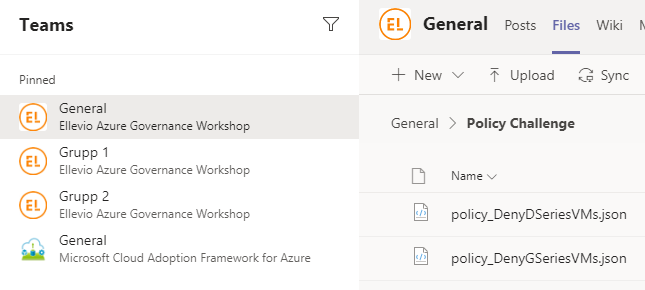 Teams
Pinned
EL General
Ellevio Azure Governance Workshop
EL Grupp 1
Ellevio Azure Governance Workshop
EL Grupp 2
Ellevio Azure Governance Workshop
General
Microsoft Cloud Adoption Framework for Azure
EL General Posts Files Wiki
New Upload Sync
General > Policy Challenge
Name
policy_DenyDSeriesVMs.json
policy_DenyGSeriesVMs.json